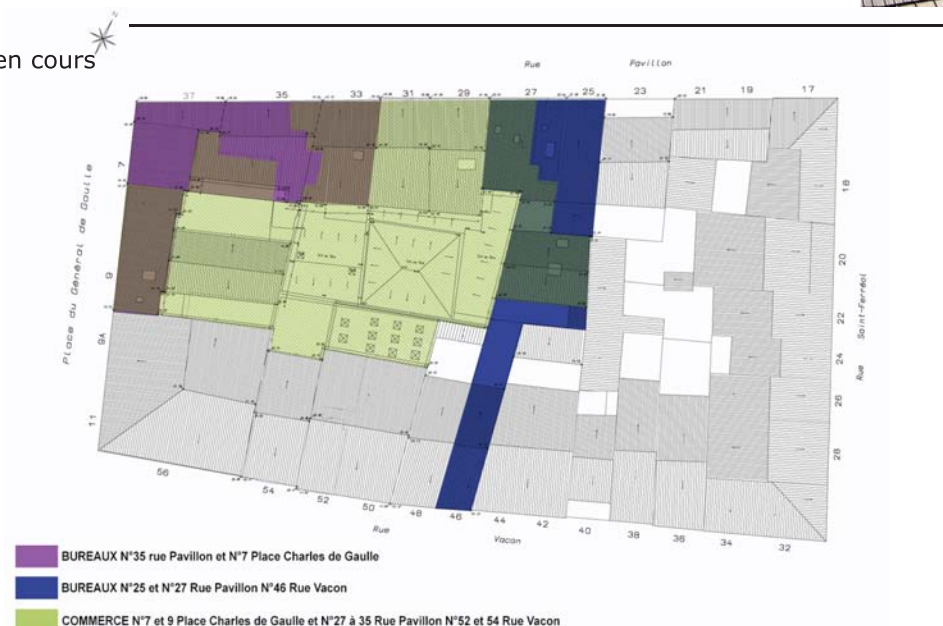 N
en cours
Rue Pavillon
37 35 33 31 29 27 25 23 21 19 17
7
9
9A
11
Place du Général de Gaulle
18
20
22
24
26
28
Rue Saint-Ferréol
56 54 52 50 48 46 44 42 40 38 36 34 32
Rue Vacon
BUREAUX N°35 rue Pavillon et N°7 Place Charles de Gaulle
BUREAUX N°25 et N°27 Rue Pavillon N°46 Rue Vacon
COMMERCE N°7 et 9 Place Charles de Gaulle et N°27 à 35 Rue Pavillon N°52 et 54 Rue Vacon